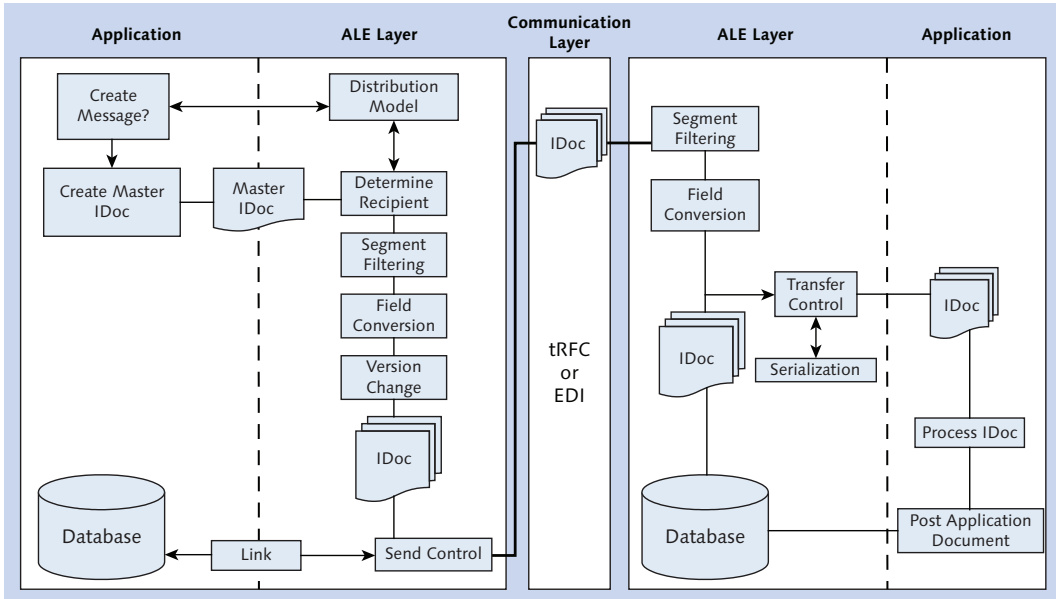 Application
ALE Layer
Communication
Layer
ALE Layer
Application
Create
Message?
Distribution
Model
Create Master
IDoc
Master
IDoc
Determine
Recipient
Segment
Filtering
Field
Conversion
Version
Change
IDoc
Database
Link
Send Control
IDoc
tRFC
or
EDI
Segment
Filtering
Field
Conversion
Transfer
Control
IDoc
Serialization
Database
IDoc
Process IDoc
Post Application
Document